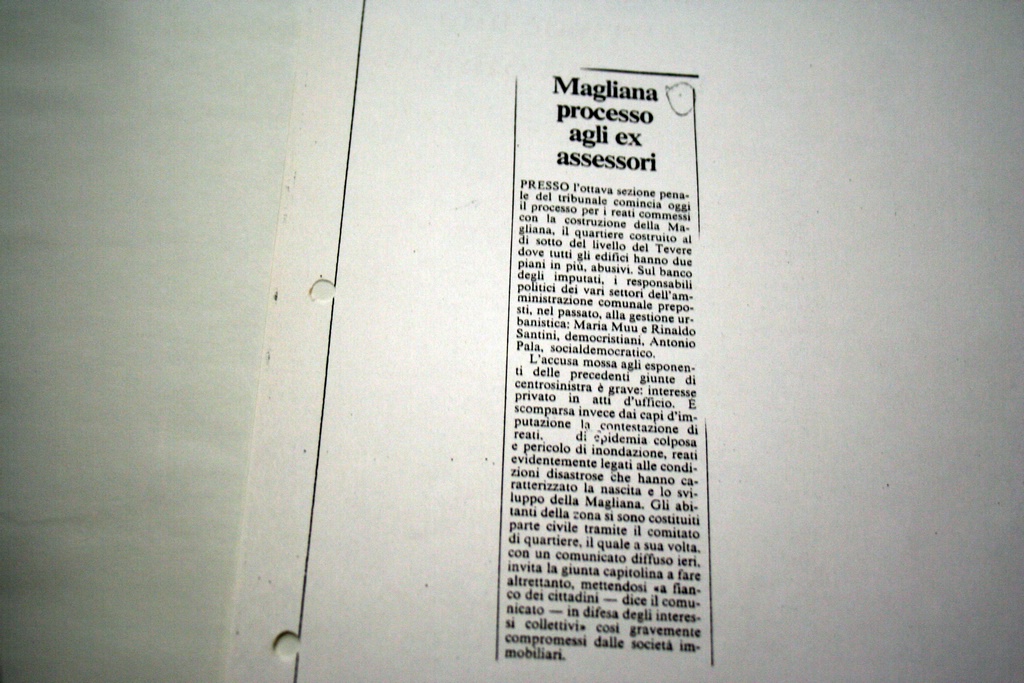 Magliana
processo
agli ex
assessori
PRESSO l'ottava sezione pena-
le del tribunale comincia oggi
il processo per i reati commessi
con la costruzione della Ma-
gliana, il quartiere costruito al
di sotto del livello del Tevere
dove tutti gli edifici hanno due
piani in più, abusivi. Sul banco
degli imputati, i responsabili
politici dei vari settori dell'am-
ministrazione comunale prepo-
sti, nel passato, alla gestione ur-
banistica: Maria Muu e Rinaldo
Santini, democristiani, Antonio
Pala, socialdemocratico.
L'accusa mossa agli esponen-
ti delle precedenti giunte di
centrosinistra è grave: interesse
privato in atti d'ufficio. E
scomparsa invece dai capi d'im-
putazione la contestazione di
reati, di epidemia colposa
e pericolo di inondazione, reati
evidentemente legati alle condi-
zioni disastrose che hanno ca-
ratterizzato la nascita e lo svi-
luppo della Magliana. Gli abi-
tanti della zona si sono costituiti
parte civile tramite il comitato
di quartiere, il quale a sua volta,
con un comunicato diffuso ieri,
invita la giunta capitolina a fare
altrettanto, mettendosi «a fian-
co dei cittadini — dice il comu-
nicato — in difesa degli interes-
si collettivi» così gravemente
compromessi dalle società im-
mobiliari.